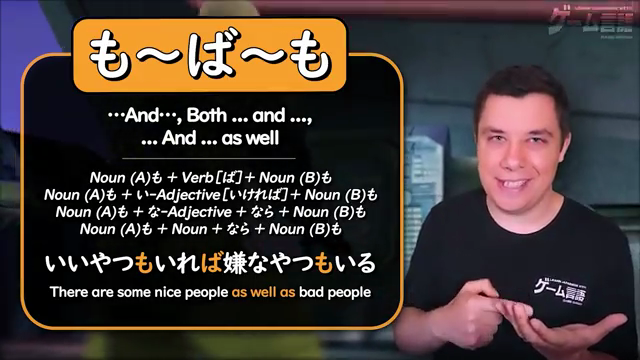 も〜ば〜も
…And…, Both ... and ...,
... And ... as well
Noun (A)も + Verb[ば] + Noun (B)も
Noun (A)も + い-Adjective[いければ] + Noun (B)も
Noun (A)も + な-Adjective + なら + Noun (B)も
Noun (A)も + Noun + なら + Noun (B)も
いいやつもいれば嫌なやつもいる
There are some nice people as well as bad people
ゲーム言語
ゲーム言語